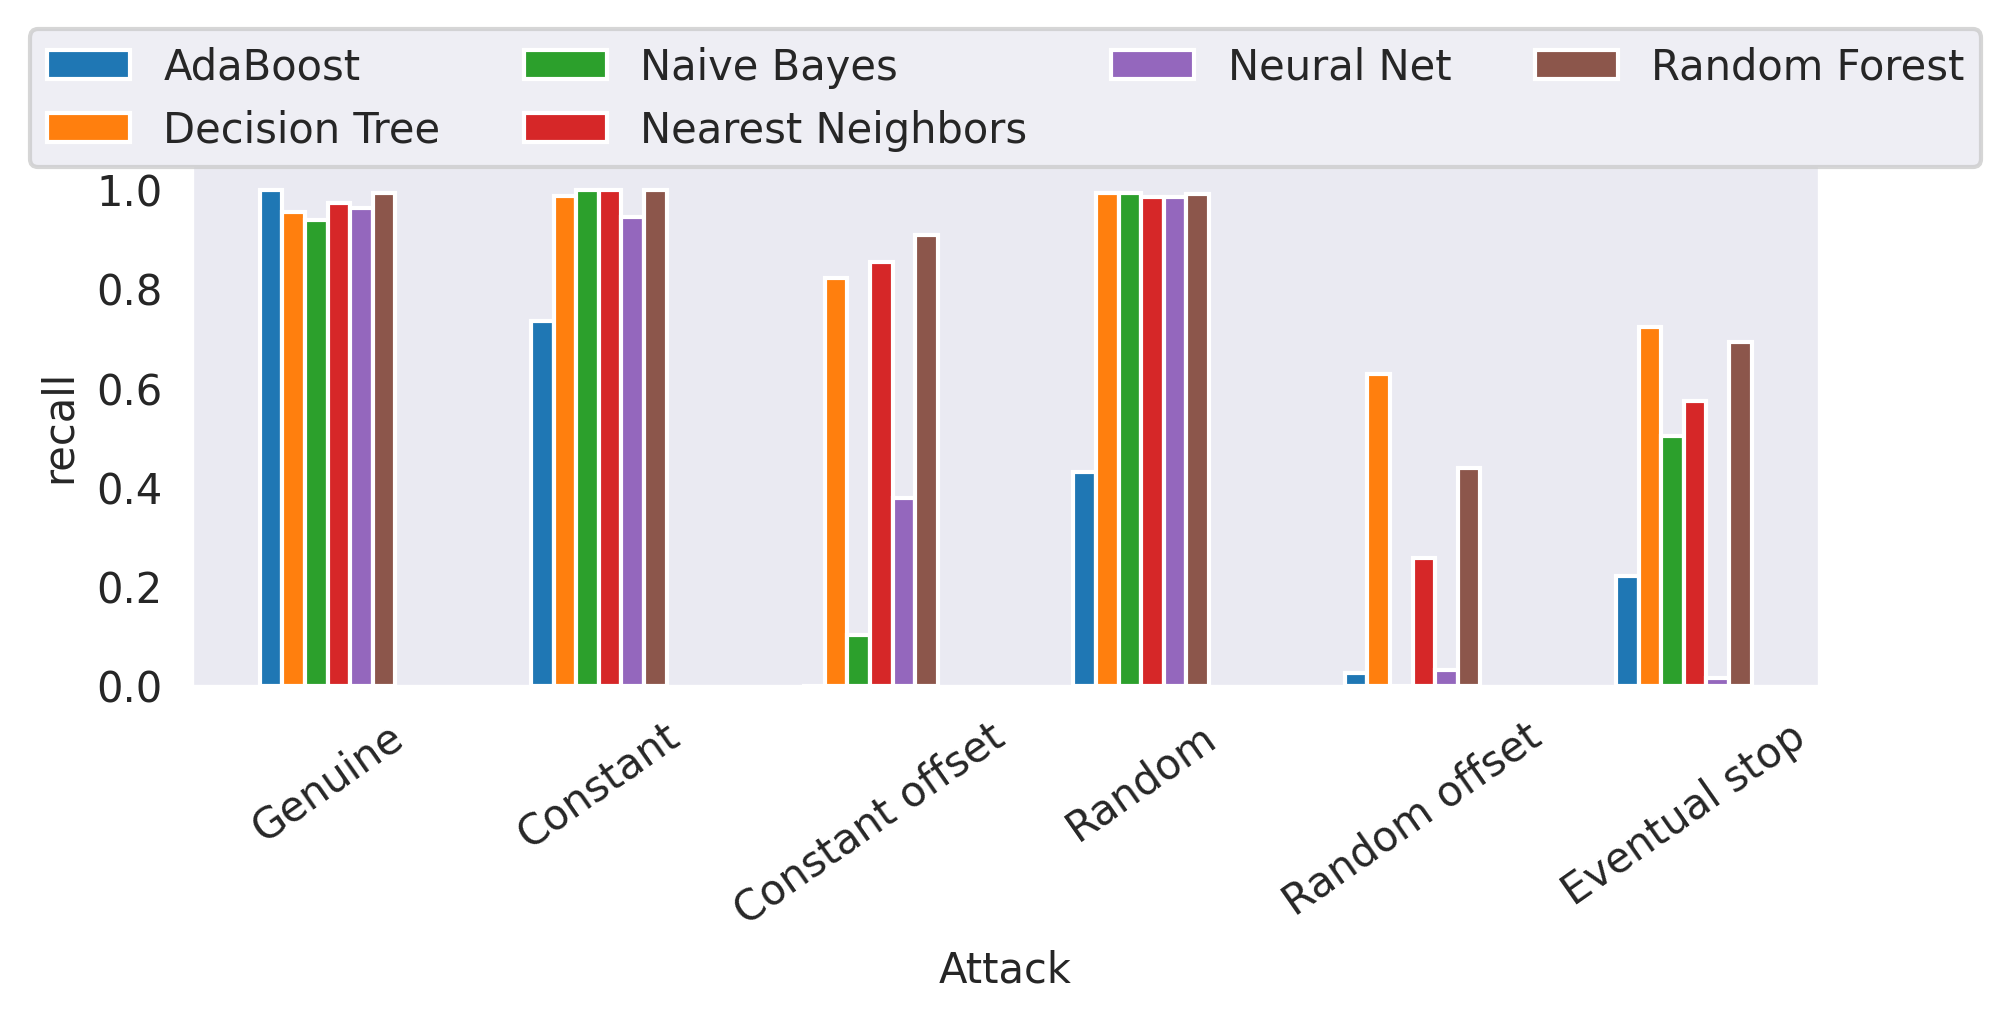 AdaBoost Naive Bayes Neural Net Random Forest
Decision Tree Nearest Neighbors
1.0
0.8
0.6
0.4
0.2
0.0
recall
Genuine
Constant
Constant offset
Random
Random offset
Eventual stop
Attack